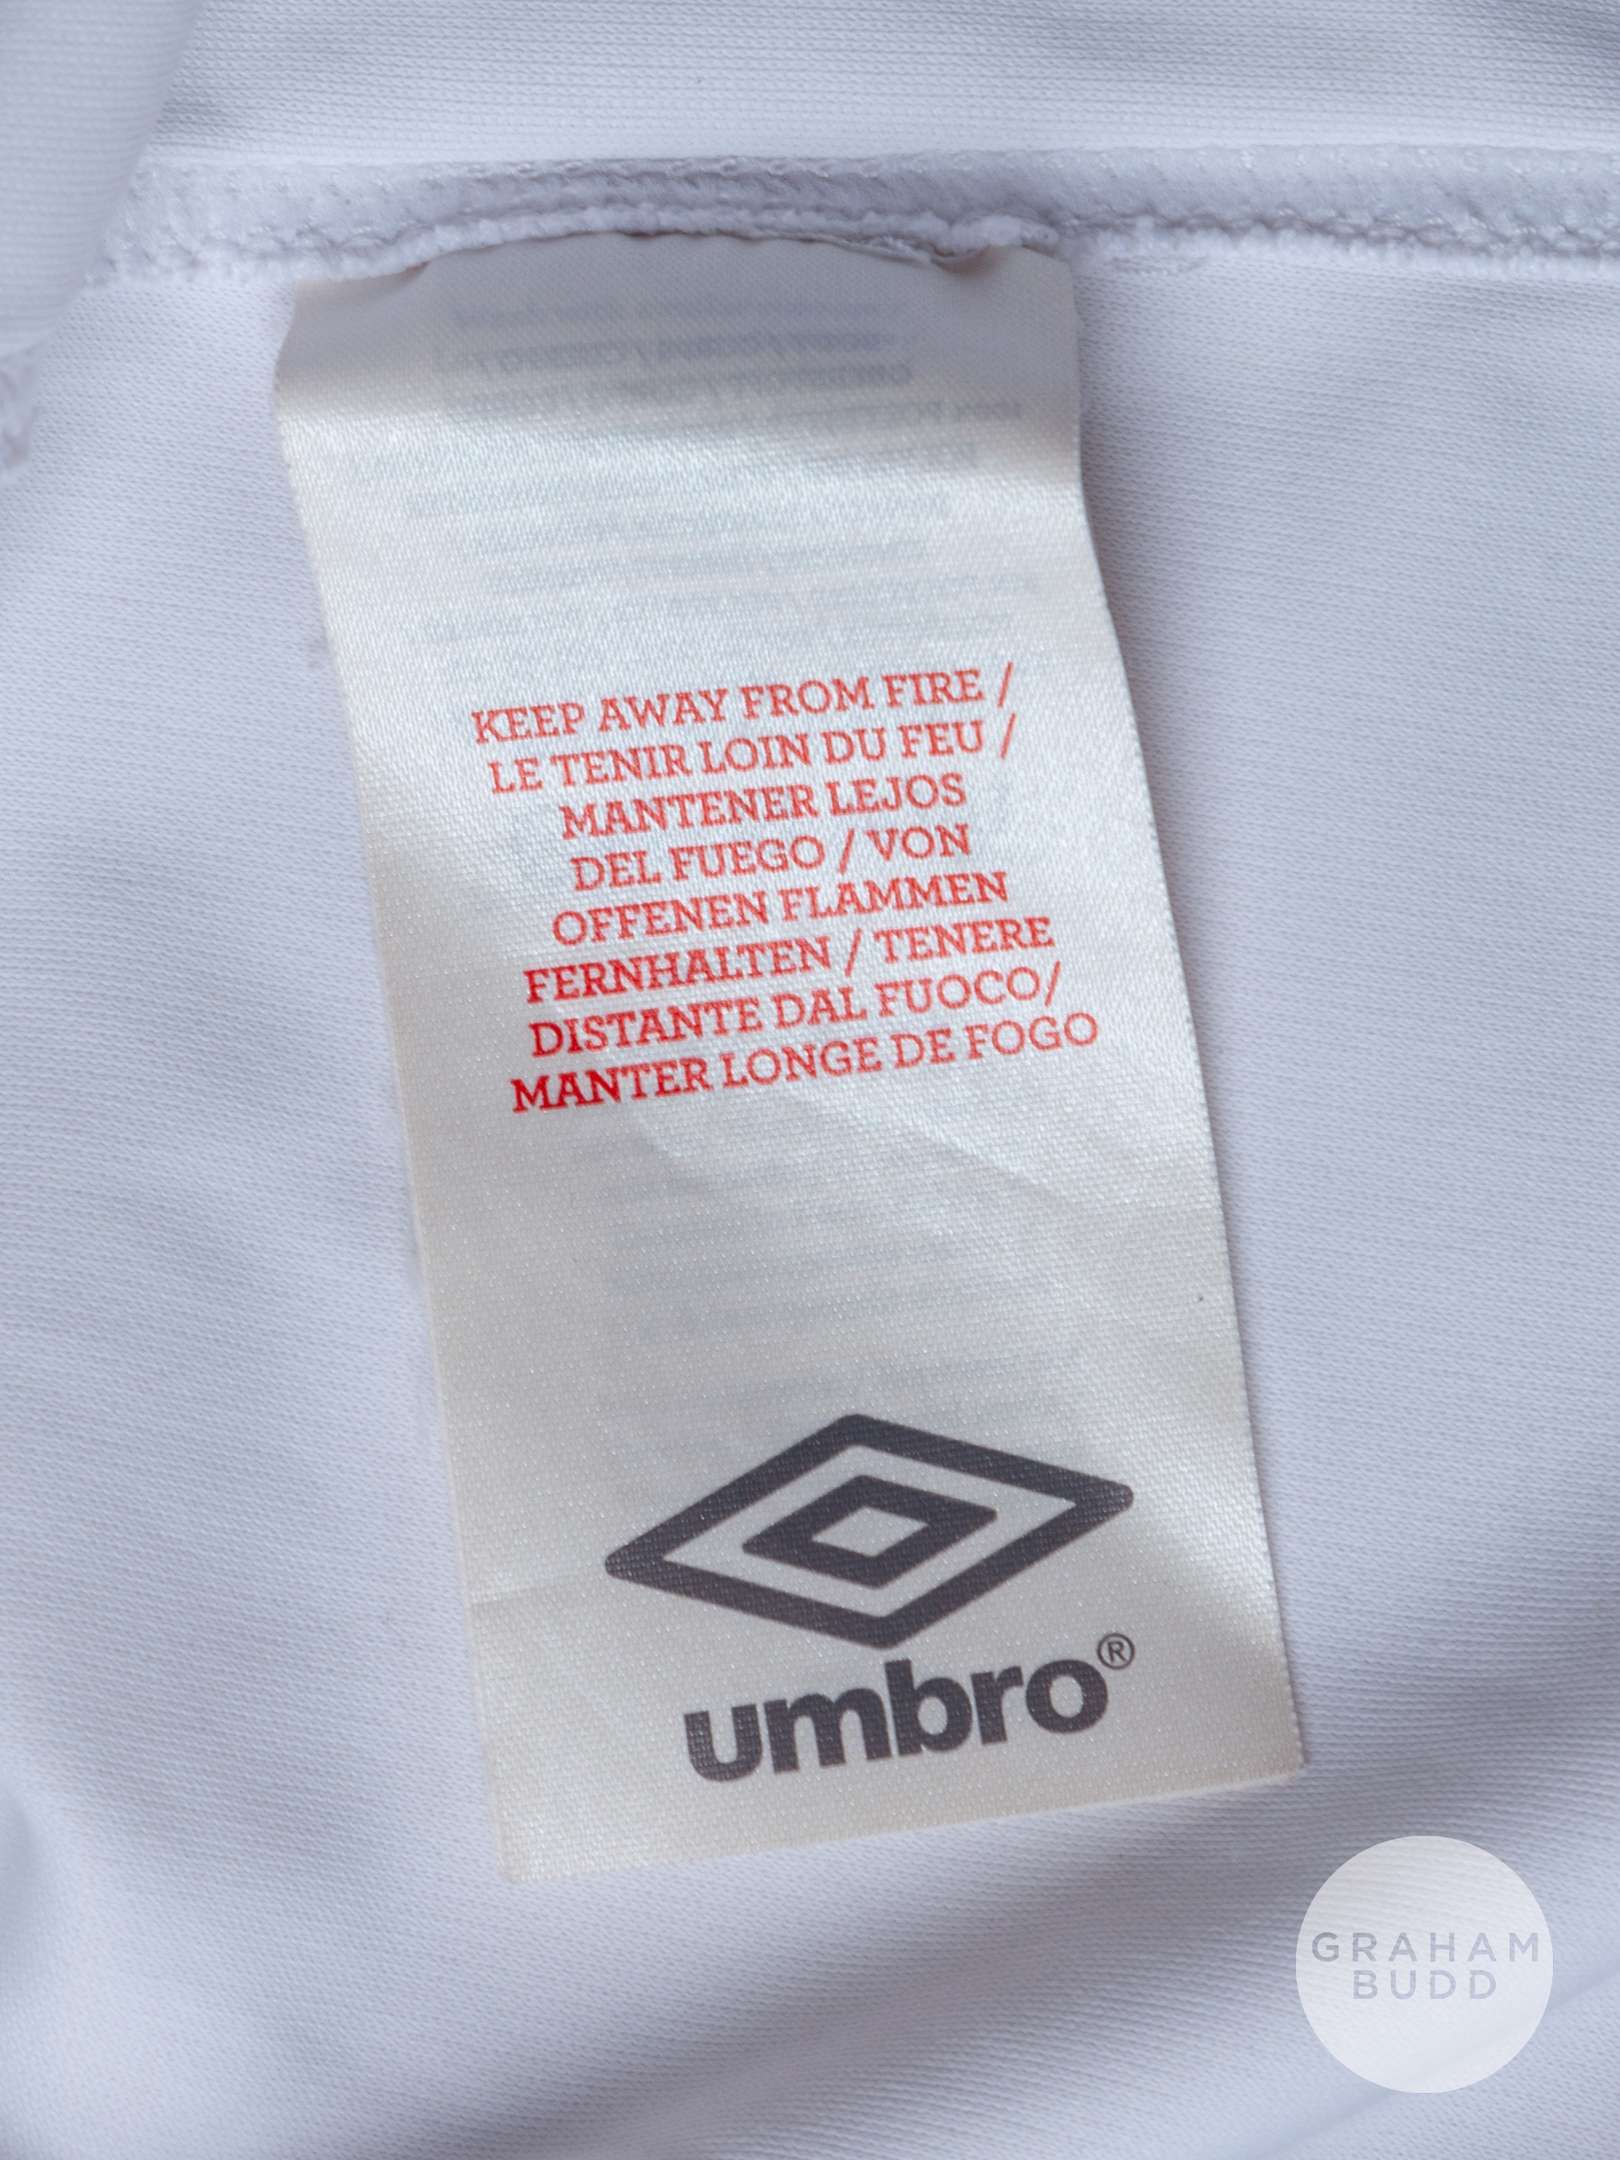 KEEP AWAY FROM FIRE /
LE TENIR LOIN DU FEU /
MANTENER LEJOS
DEL FUEGO / VON
OFFENEN FLAMMEN
FERNHALTEN / TENERE
DISTANTE DAL FUOCO/
MANTER LONGE DE FOGO
umbro®
GRAHAM
BUDD